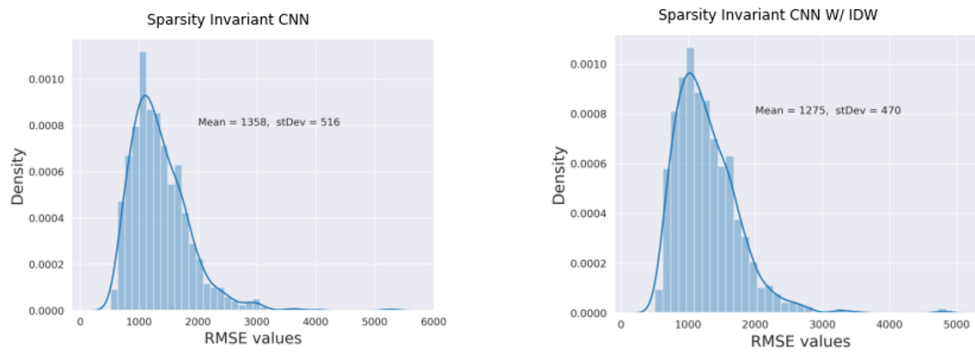 Sparsity Invariant CNN
Mean = 1358, stDev = 516
Density
0.0010
0.0008
0.0006
0.0004
0.0002
0.0000
0 1000 2000 3000 4000 5000 6000
RMSE values
Sparsity Invariant CNN W/ IDW
Mean = 1275, stDev = 470
Density
0.0010
0.0008
0.0006
0.0004
0.0002
0.0000
0 1000 2000 3000 4000 5000
RMSE values